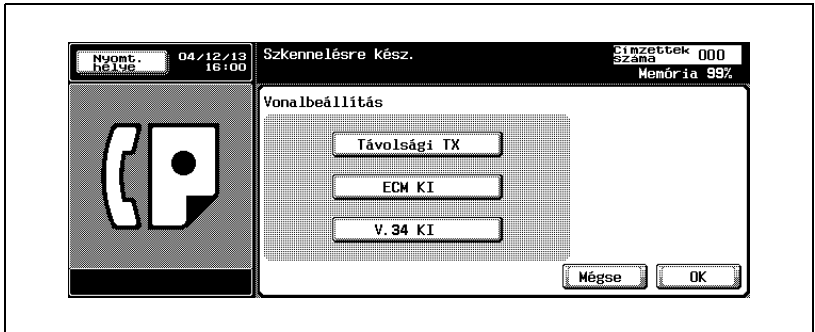 Nyomt.
hélye
04/12/13
16:00
Szkennelésre kész.
Címzettek
száma
000
Memória 99%
Vonalbeállítás
Távolsági TX
ECM KI
V.34 KI
Mégse
OK